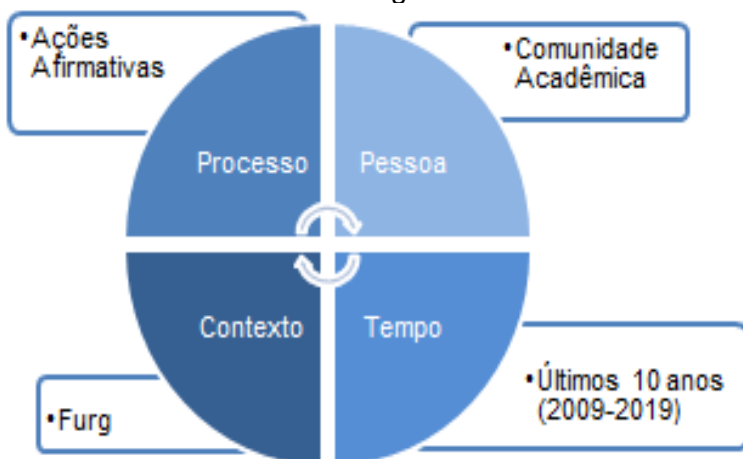 •Ações
Afirmativas
•Comunidade
Acadêmica
Processo
Pessoa
Contexto
Tempo
•Furg
•Últimos 10 anos
(2009-2019)